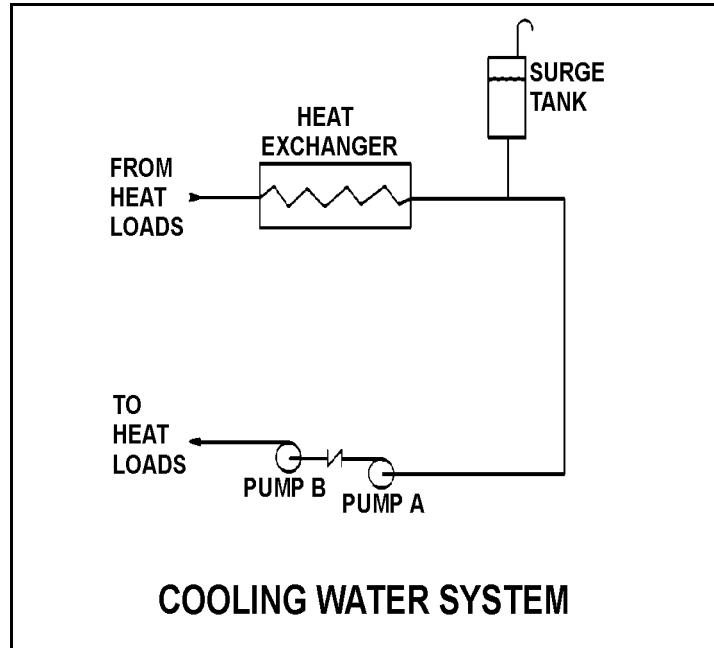 SURGE
TANK
HEAT
EXCHANGER
FROM
HEAT
LOADS
TO
HEAT
LOADS
PUMP B
PUMP A
COOLING WATER SYSTEM